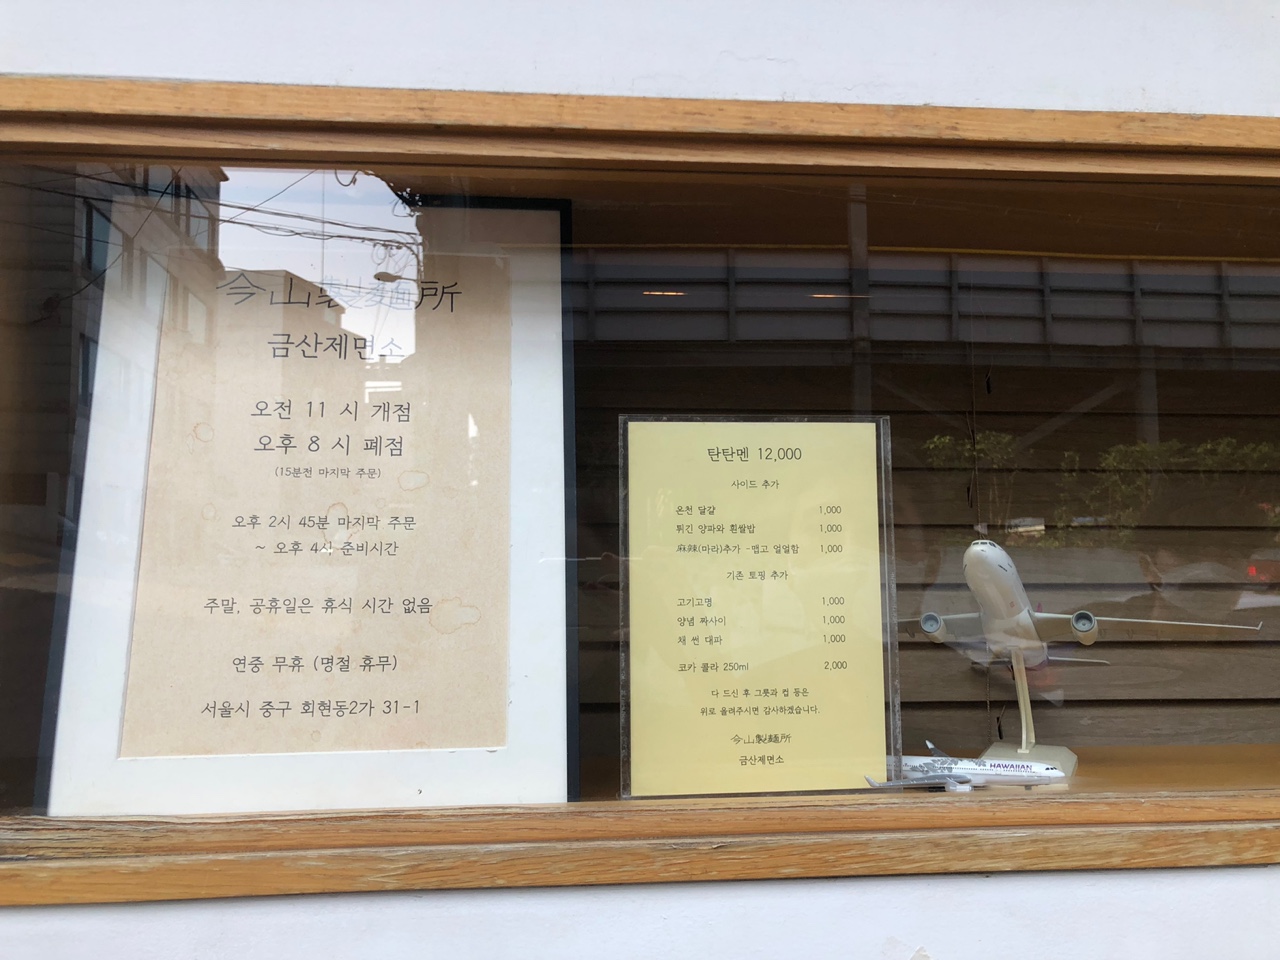 今山製麺所
금산제면소
오전 11 시 개점
오후 8 시 폐점
(15분전 마지막 주문)
오후 2시 45분 마지막 주문
~ 오후 4시 준비시간
주말, 공휴일은 휴식 시간 없음
연중 무휴 (명절 휴무)
서울시 중구 회현동2가 31-1
탄탄멘 12,000
사이드 추가
온천 달걀 1,000
튀긴 양파와 흰쌀밥 1,000
麻辣(마라)추가 -맵고 얼얼함 1,000
기존 토핑 추가
고기고명 1,000
양념 짜사이 1,000
채 썬 대파 1,000
코카 콜라 250ml 2,000
다 드신 후 그릇과 컵 등은
위로 올려주시면 감사하겠습니다.
今山製麺所
금산제면소
HAWAIIAN